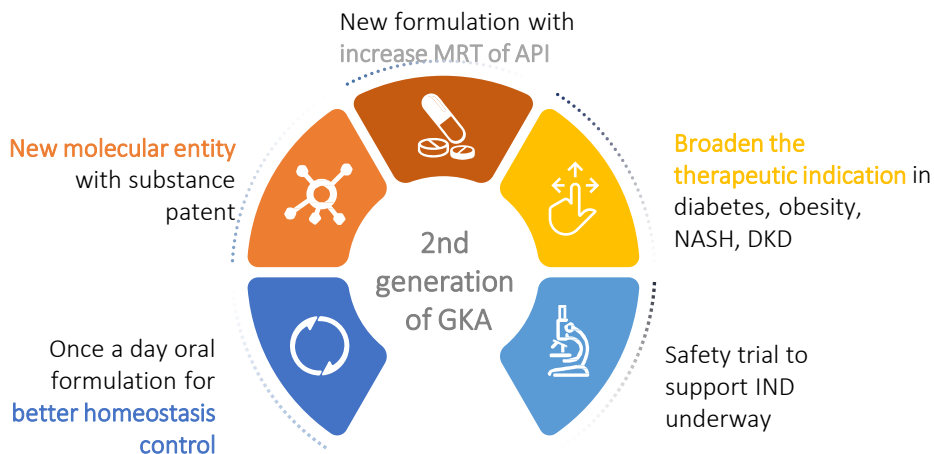 New formulation with
increase MRT of API
New molecular entity
with substance
patent
Broaden the
therapeutic indication in
diabetes, obesity,
NASH, DKD
2nd
generation
of GKA
Once a day oral
formulation for
better homeostasis
control
Safety trial to
support IND
underway